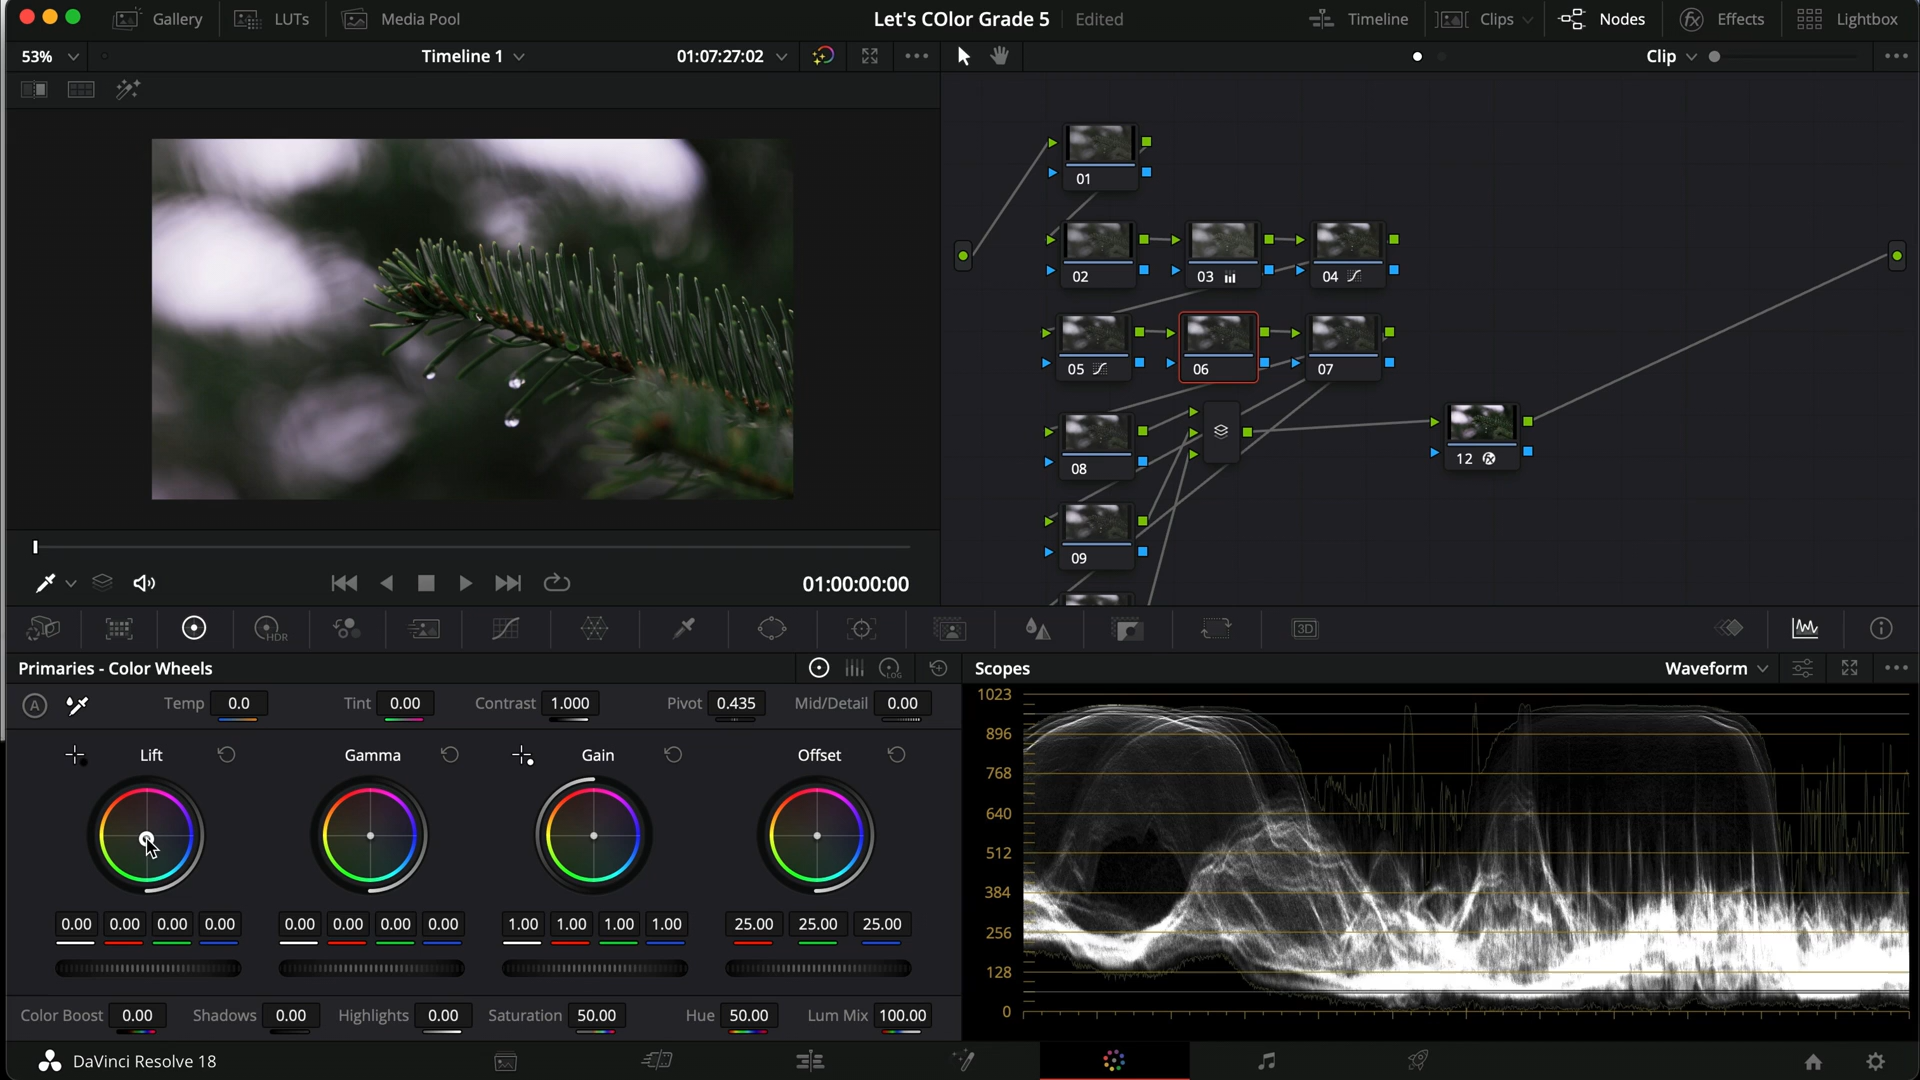 Gallery LUTs Media Pool Let's COlor Grade 5 Edited Timeline Clips Nodes Effects Lightbox
53% Timeline 1 01:07:27:02 Clip
01
02 03 04
05 06 07
08
12
09
01:00:00:00
HDR 3D
Primaries - Color Wheels LOG Scopes Waveform
A Temp 0.0 Tint 0.00 Contrast 1.000 Pivot 0.435 Mid/Detail 0.00
Lift Gamma Gain Offset
0.00 0.00 0.00 0.00 0.00 0.00 0.00 0.00 1.00 1.00 1.00 1.00 25.00 25.00 25.00
Color Boost 0.00 Shadows 0.00 Highlights 0.00 Saturation 50.00 Hue 50.00 Lum Mix 100.00
1023
896
768
640
512
384
256
128
0
DaVinci Resolve 18